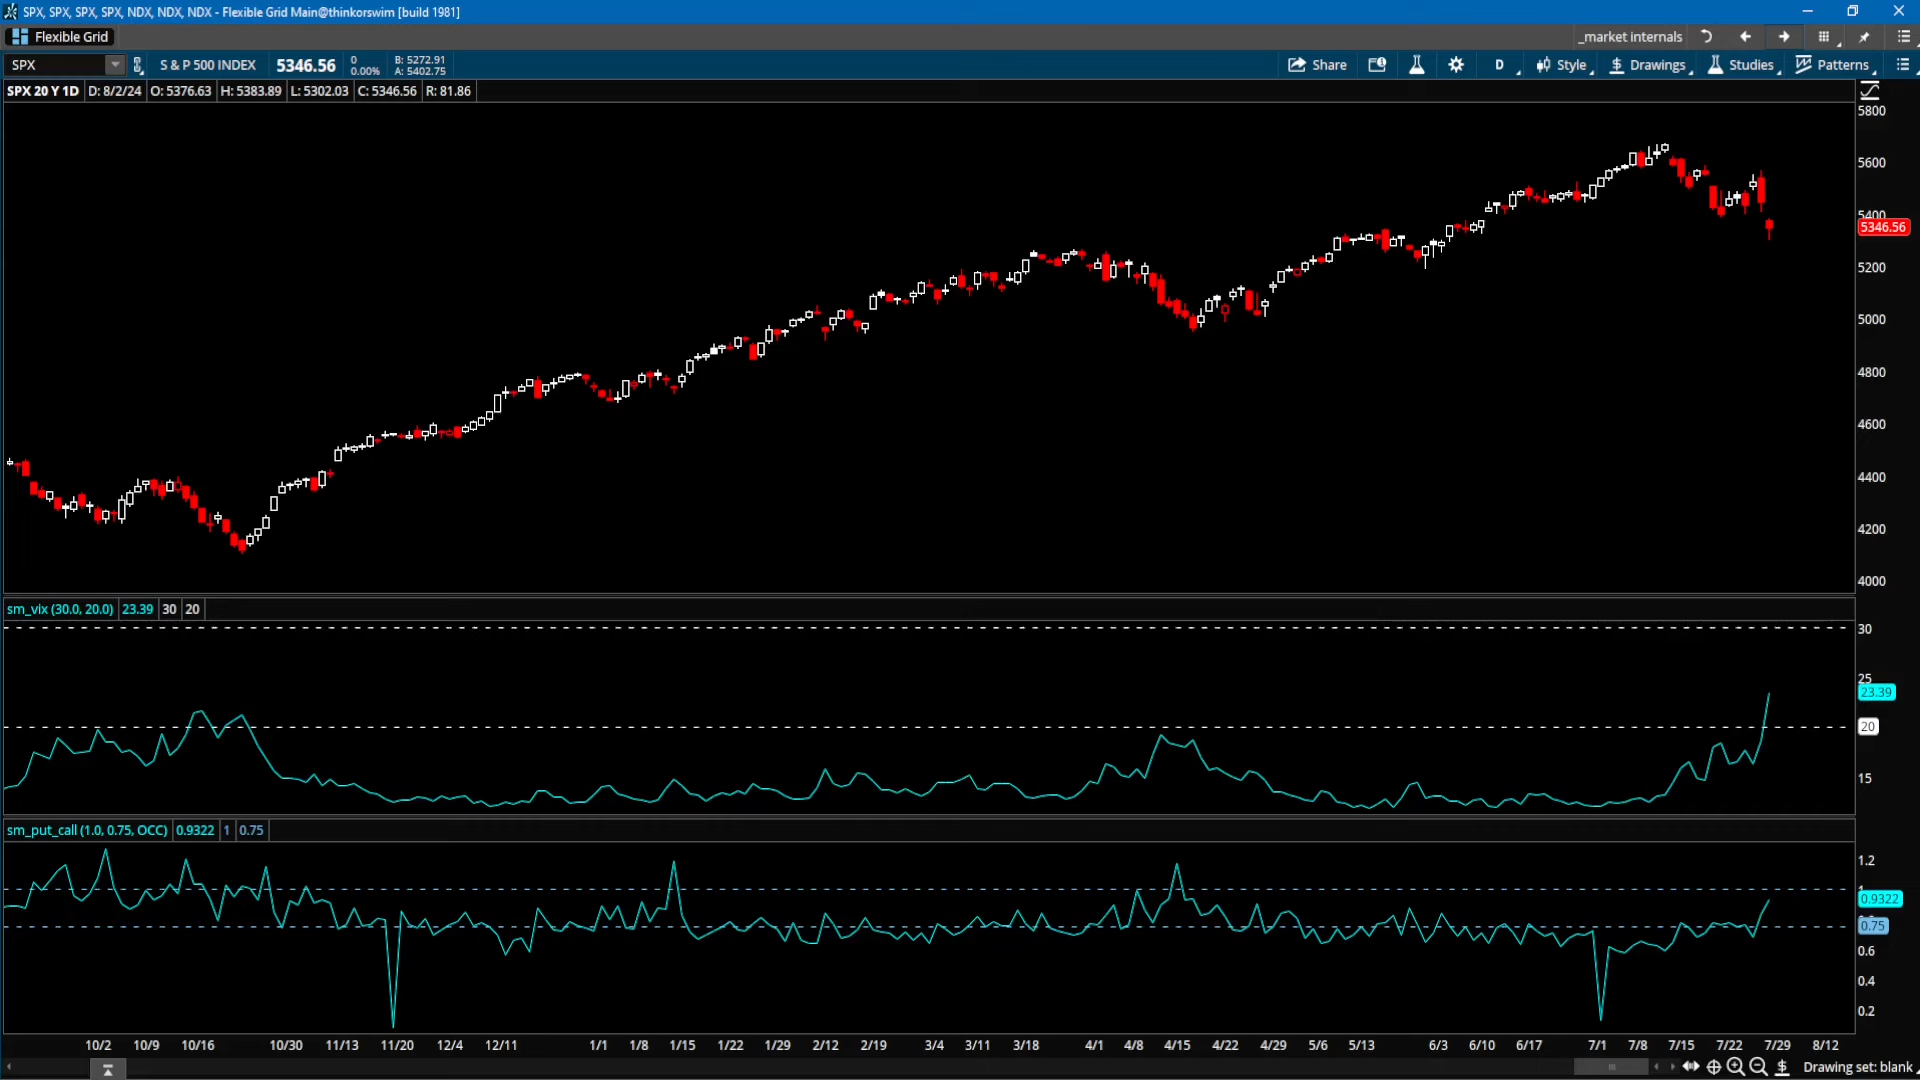 SPX, SPX, SPX, SPX, NDX, NDX, NDX - Flexible Grid Main@thinkorswim [build 1981]
Flexible Grid
_market internals
SPX
S & P 500 INDEX
5346.56
0
0.00%
B: 5272.91
A: 5402.75
Share
D
Style
Drawings
Studies
Patterns
SPX 20 Y 1D D: 8/2/24 O: 5376.63 H: 5383.89 L: 5302.03 C: 5346.56 R: 81.86
5800
5600
5400
5346.56
5200
5000
4800
4600
4400
4200
4000
sm_vix (30.0, 20.0) 23.39 30 20
30
25
23.39
20
15
sm_put_call (1.0, 0.75, OCC) 0.9322 1 0.75
1.2
1
0.9322
0.75
0.6
0.4
0.2
10/2 10/9 10/16 10/30 11/13 11/20 12/4 12/11 1/1 1/8 1/15 1/22 1/29 2/12 2/19 3/4 3/11 3/18 4/1 4/8 4/15 4/22 4/29 5/6 5/13 6/3 6/10 6/17 7/1 7/8 7/15 7/22 7/29 8/12
Drawing set: blank